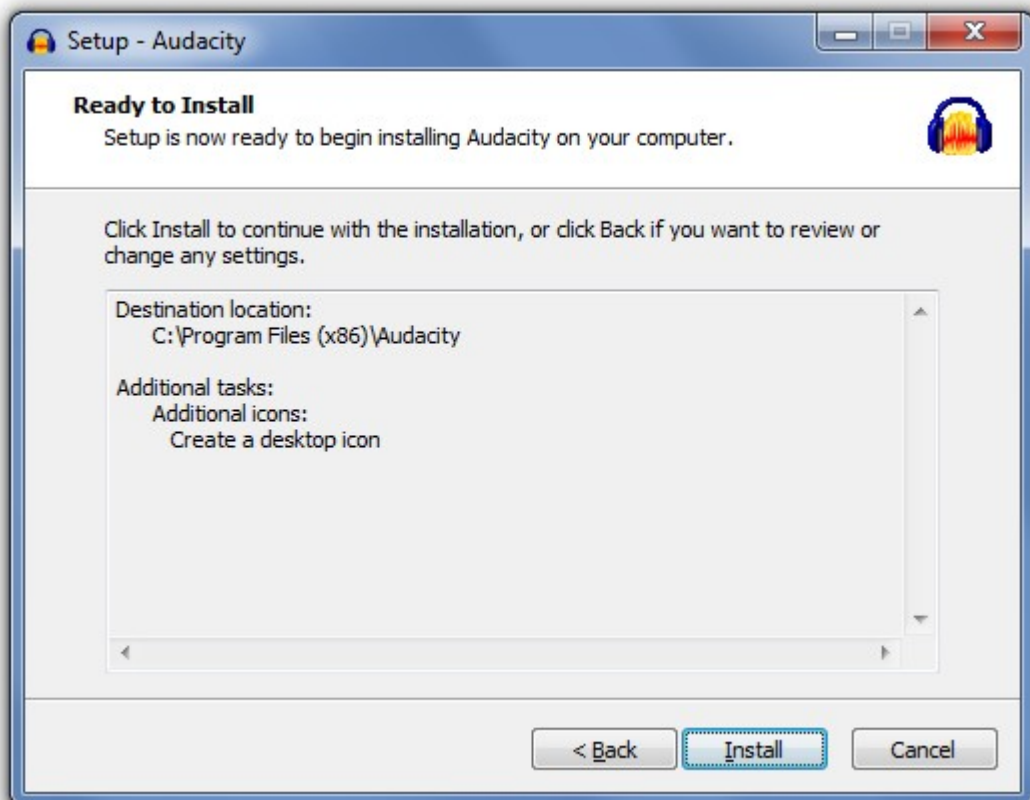 Setup - Audacity
Ready to Install
Setup is now ready to begin installing Audacity on your computer.
Click Install to continue with the installation, or click Back if you want to review or
change any settings.
Destination location:
C:\Program Files (x86)\Audacity
Additional tasks:
Additional icons:
Create a desktop icon
< Back
Install
Cancel